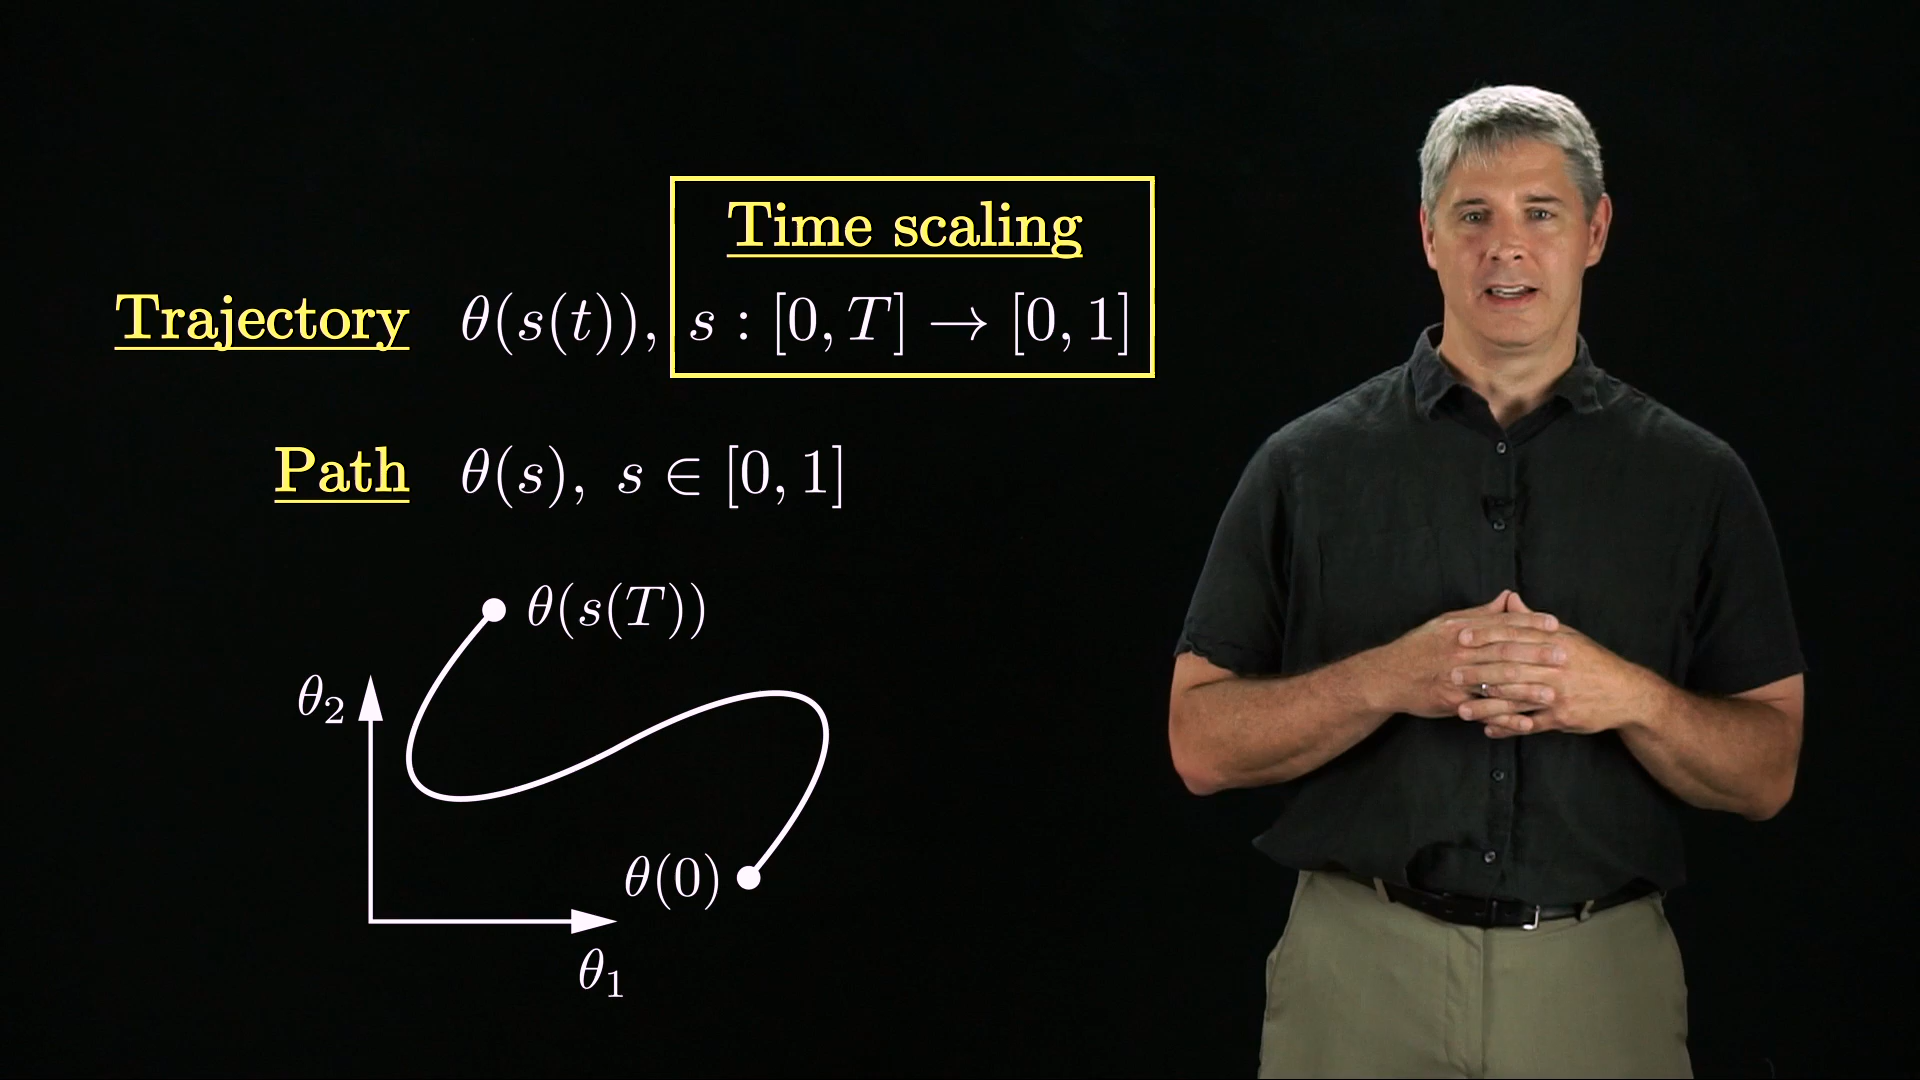 Time scaling
Trajectory θ(s(t)), s : [0, T] → [0, 1]
Path θ(s), s ∈ [0, 1]
θ(s(T))
θ₂
θ(0)
θ₁